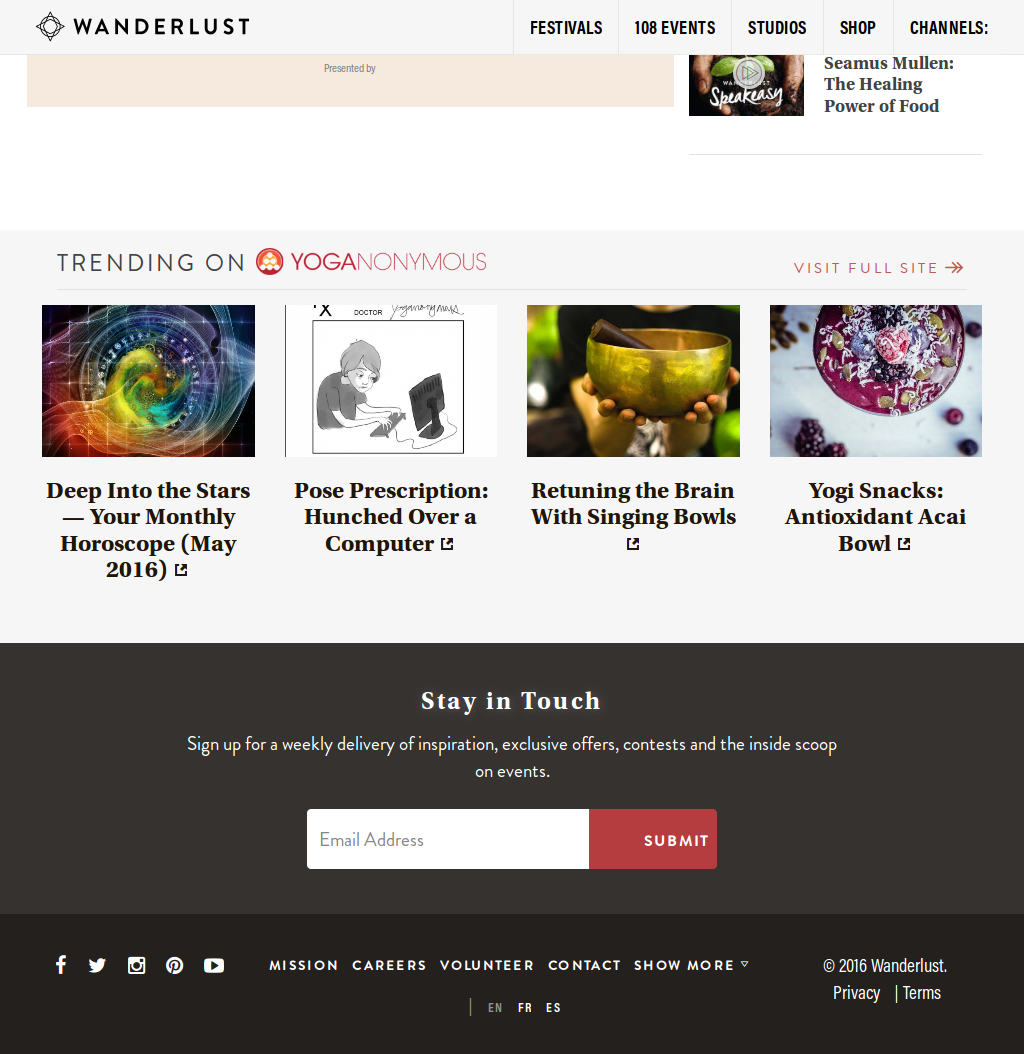 WANDERLUST
FESTIVALS
108 EVENTS
STUDIOS
SHOP
CHANNELS:
Presented by
WANDERLUST
Speakeasy
Seamus Mullen:
The Healing
Power of Food
TRENDING ON YOGANONYMOUS
VISIT FULL SITE
DOCTOR yoganonymous
Deep Into the Stars
— Your Monthly
Horoscope (May
2016)
Pose Prescription:
Hunched Over a
Computer
Retuning the Brain
With Singing Bowls
Yogi Snacks:
Antioxidant Acai
Bowl
Stay in Touch
Sign up for a weekly delivery of inspiration, exclusive offers, contests and the inside scoop
on events.
Email Address
SUBMIT
MISSION CAREERS VOLUNTEER CONTACT SHOW MORE
| EN FR ES
© 2016 Wanderlust.
Privacy | Terms